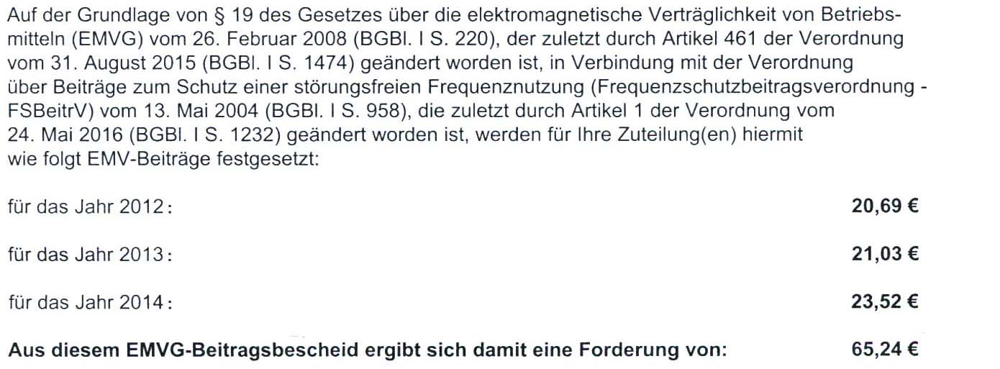 Auf der Grundlage von § 19 des Gesetzes über die elektromagnetische Verträglichkeit von Betriebs-
mitteln (EMVG) vom 26. Februar 2008 (BGBl. I S. 220), der zuletzt durch Artikel 461 der Verordnung
vom 31. August 2015 (BGBl. I S. 1474) geändert worden ist, in Verbindung mit der Verordnung
über Beiträge zum Schutz einer störungsfreien Frequenznutzung (Frequenzschutzbeitragsverordnung -
FSBeitrV) vom 13. Mai 2004 (BGBl. I S. 958), die zuletzt durch Artikel 1 der Verordnung vom
24. Mai 2016 (BGBl. I S. 1232) geändert worden ist, werden für Ihre Zuteilung(en) hiermit
wie folgt EMV-Beiträge festgesetzt:
für das Jahr 2012: 20,69 €
für das Jahr 2013: 21,03 €
für das Jahr 2014: 23,52 €
Aus diesem EMVG-Beitragsbescheid ergibt sich damit eine Forderung von: 65,24 €